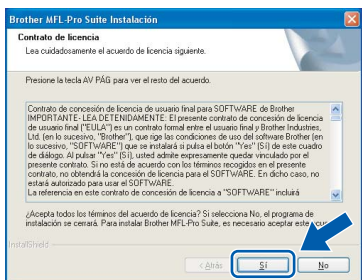 Brother MFL-Pro Suite Instalación
Contrato de licencia
Lea cuidadosamente el acuerdo de licencia siguiente.
Presione la tecla AV PÁG para ver el resto del acuerdo.
Contrato de concesión de licencia de usuario final para SOFTWARE de Brother
IMPORTANTE- LEA DETENIDAMENTE: El presente contrato de concesión de licencia
de usuario final ("EULA") es un contrato formal entre el usuario final y Brother Industries,
Ltd. (en lo sucesivo, "Brother"), que rige las condiciones de uso del software Brother (en
lo sucesivo, "SOFTWARE") que se instalará si pulsa el botón "Yes" (Sí) de este cuadro
de diálogo. Al pulsar "Yes" (Sí), usted admite expresamente quedar vinculado por el
presente contrato. Si no está de acuerdo con los términos recogidos en el presente
contrato, no obtendrá la concesión de licencia para el SOFTWARE. En dicho caso, no
estará autorizado para usar el SOFTWARE.
La referencia en este contrato de concesión de licencia a "SOFTWARE" incluirá
¿Acepta todos los términos del acuerdo de licencia? Si selecciona No, el programa de
instalación se cerrará. Para instalar Brother MFL-Pro Suite, es necesario aceptar este
InstallShield
< Atrás
Sí
No